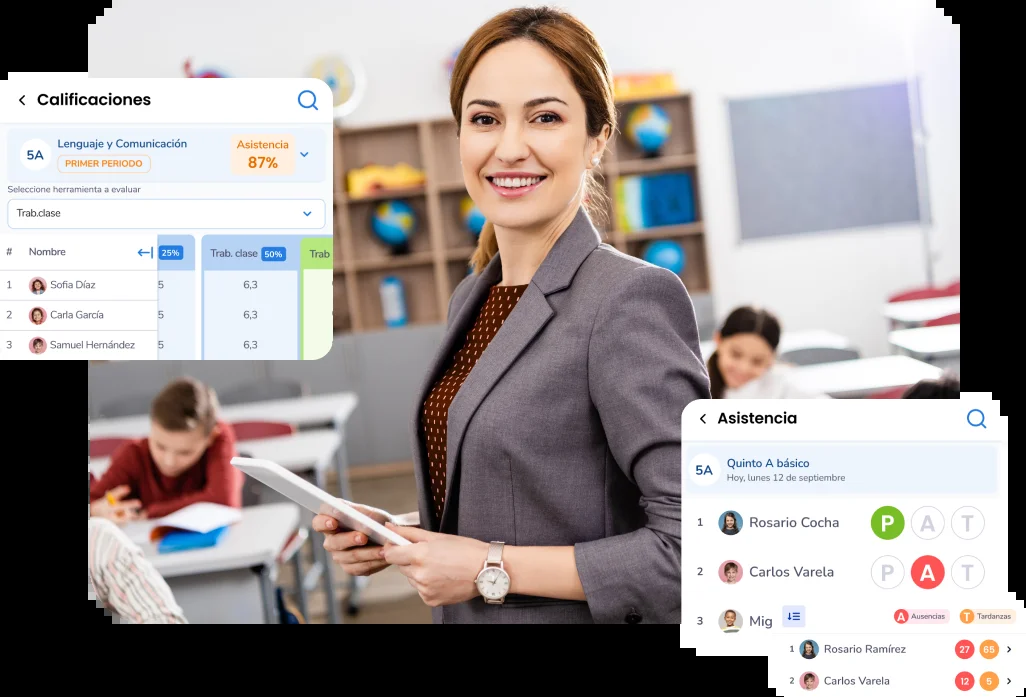 Calificaciones
5A
Lenguaje y Comunicación
PRIMER PERIODO
Asistencia
87%
Seleccione herramienta a evaluar
Trab.clase
# Nombre 25% Trab. clase 50% Trab
1 Sofia Díaz 5 6,3
2 Carla García 5 6,3
3 Samuel Hernández 5 6,3
Asistencia
5A
Quinto A básico
Hoy, lunes 12 de septiembre
1 Rosario Cocha P A T
2 Carlos Varela P A T
3 Mig
A Ausencias T Tardanzas
1 Rosario Ramírez 27 65
2 Carlos Varela 12 5